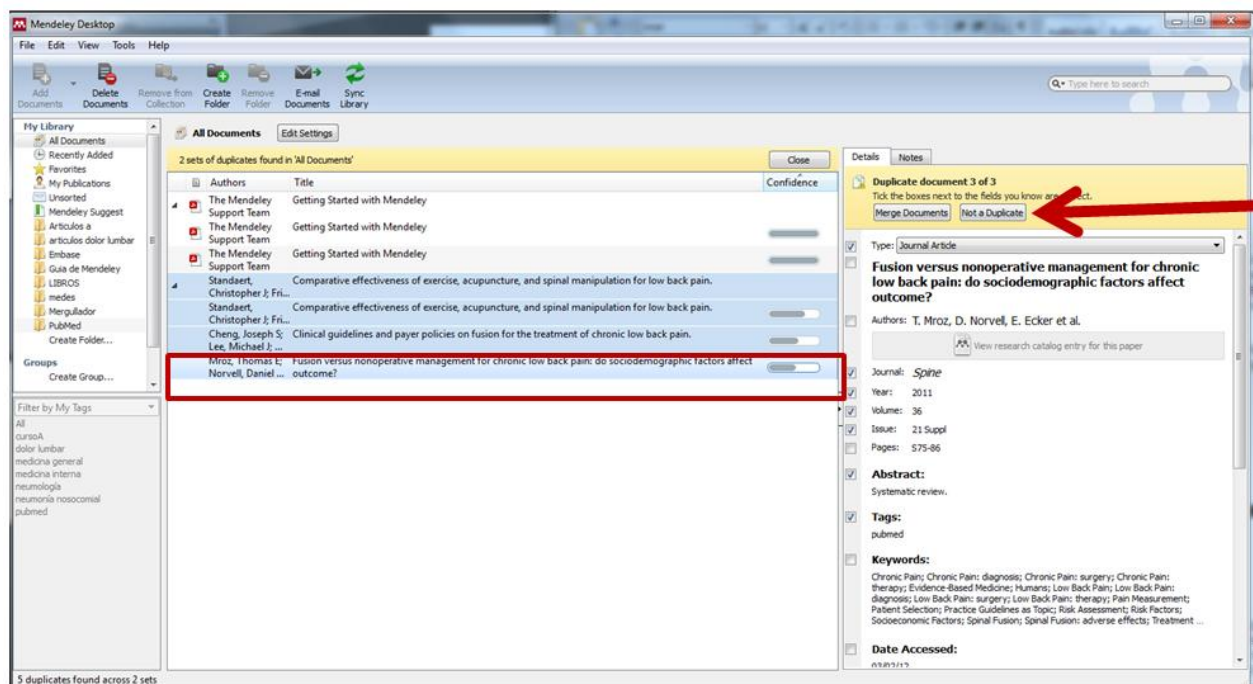 Mendeley Desktop
File Edit View Tools Help
Add Documents
Delete Documents
Remove from Collection
Create Folder
Remove Folder
E-mail Documents
Sync Library
Type here to search
My Library
All Documents
Recently Added
Favorites
My Publications
Unsorted
Mendeley Suggest
Articulos a
articulos dolor lumbar
Embase
Guia de Mendeley
LIBROS
medes
Mergullador
PubMed
Create Folder...
Groups
Create Group...
Filter by My Tags
All
cursoA
dolor lumbar
medicina general
medicina interna
neumología
neumonía nosocomial
pubmed
All Documents Edit Settings
2 sets of duplicates found in 'All Documents' Close
Authors Title Confidence
The Mendeley Getting Started with Mendeley
Support Team
The Mendeley Getting Started with Mendeley
Support Team
The Mendeley Getting Started with Mendeley
Support Team
Standaert, Comparative effectiveness of exercise, acupuncture, and spinal manipulation for low back pain.
Christopher J; Fri...
Standaert, Comparative effectiveness of exercise, acupuncture, and spinal manipulation for low back pain.
Christopher J; Fri...
Cheng, Joseph S; Clinical guidelines and payer policies on fusion for the treatment of chronic low back pain.
Lee, Michael J; ...
Mroz, Thomas E; Fusion versus nonoperative management for chronic low back pain: do sociodemographic factors affect
Norvell, Daniel ... outcome?
Details Notes
Duplicate document 3 of 3
Tick the boxes next to the fields you know are
Merge Documents Not a Duplicate
Type: Journal Article
Fusion versus nonoperative management for chronic
low back pain: do sociodemographic factors affect
outcome?
Authors: T. Mroz, D. Norvell, E. Ecker et al.
View research catalog entry for this paper
Journal: Spine
Year: 2011
Volume: 36
Issue: 21 Suppl
Pages: S75-86
Abstract:
Systematic review.
Tags:
pubmed
Keywords:
Chronic Pain; Chronic Pain: diagnosis; Chronic Pain: surgery; Chronic Pain:
therapy; Evidence-Based Medicine; Humans; Low Back Pain; Low Back Pain:
diagnosis; Low Back Pain: surgery; Low Back Pain: therapy; Pain Measurement;
Patient Selection; Practice Guidelines as Topic; Risk Assessment; Risk Factors;
Socioeconomic Factors; Spinal Fusion; Spinal Fusion: adverse effects; Treatment ...
Date Accessed:
5 duplicates found across 2 sets